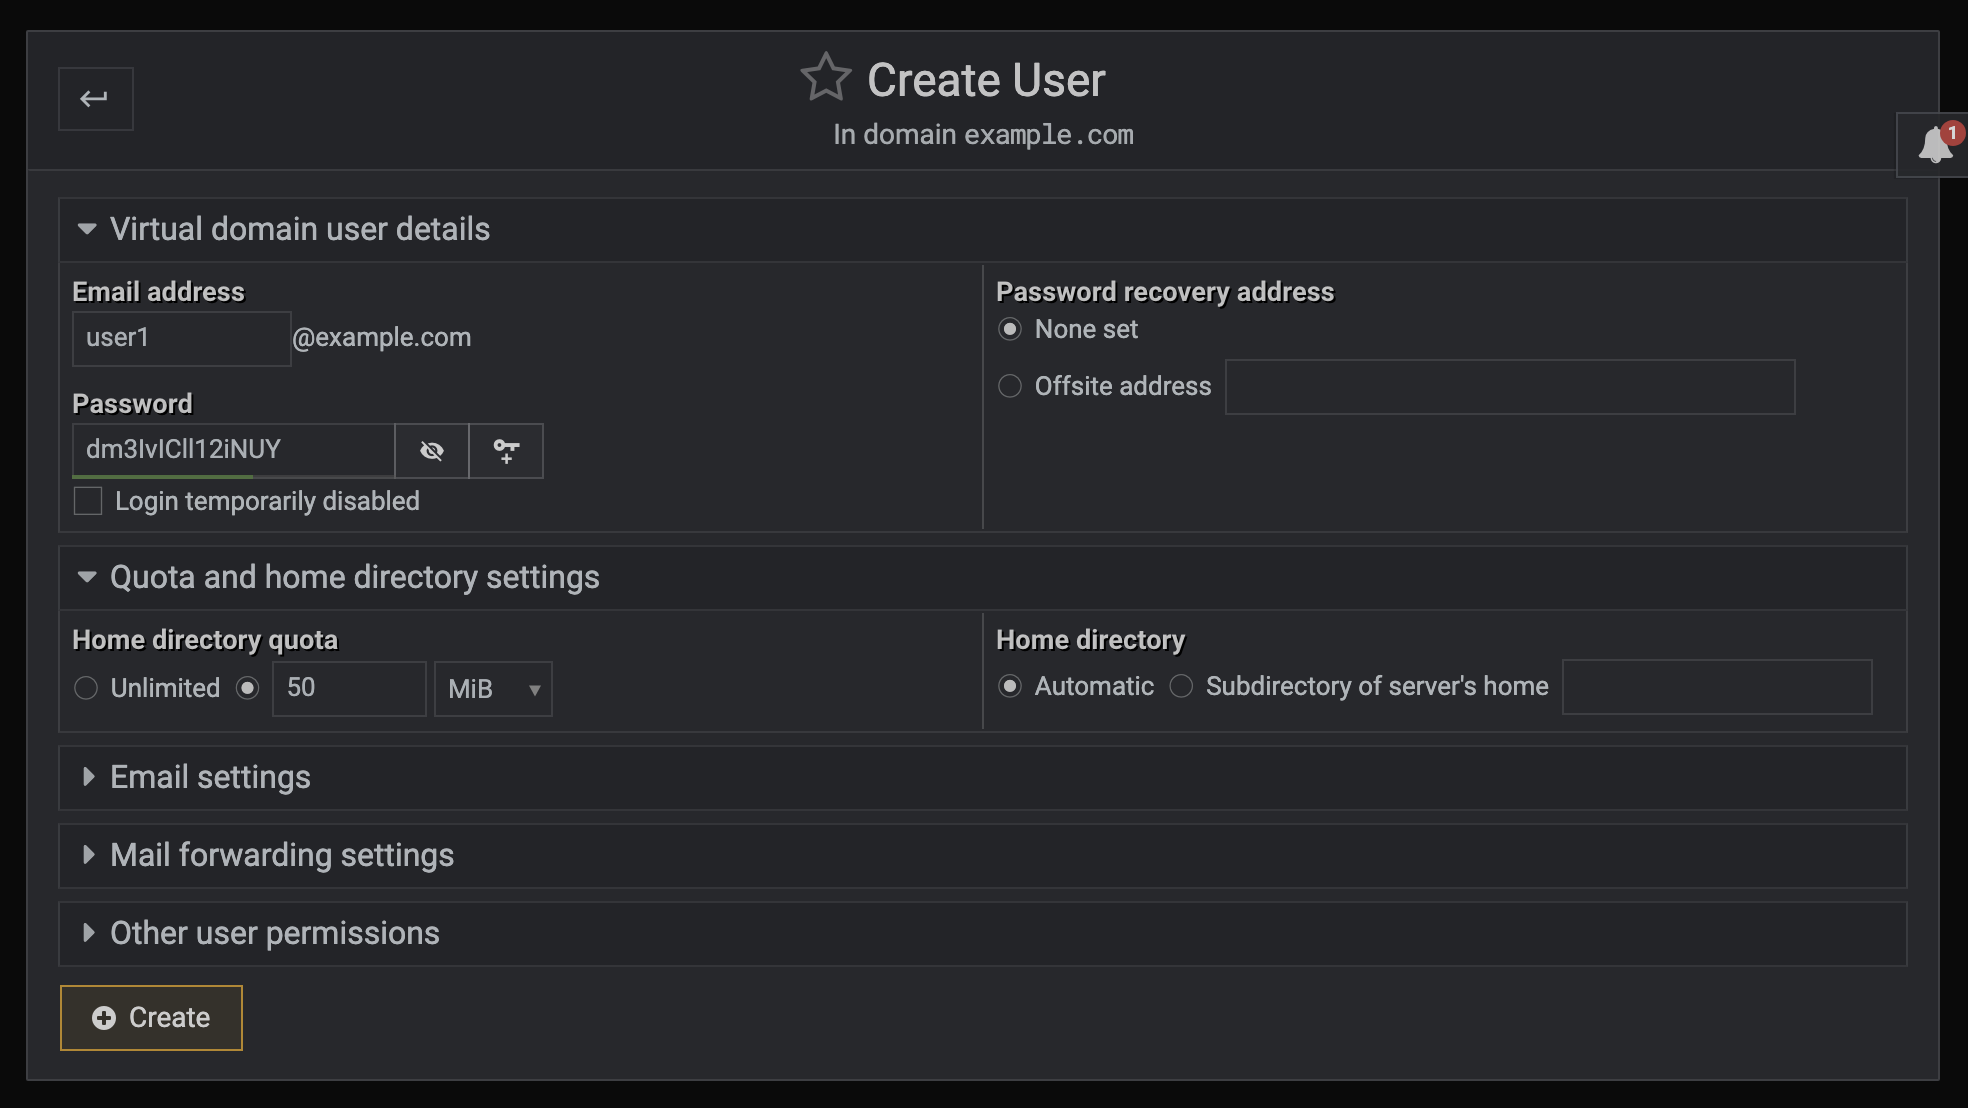 Create User
In domain example.com
1
Virtual domain user details
Email address
user1 @example.com
Password
dm3IvICll12iNUY
Login temporarily disabled
Password recovery address
None set
Offsite address
Quota and home directory settings
Home directory quota
Unlimited 50 MiB
Home directory
Automatic Subdirectory of server's home
Email settings
Mail forwarding settings
Other user permissions
Create